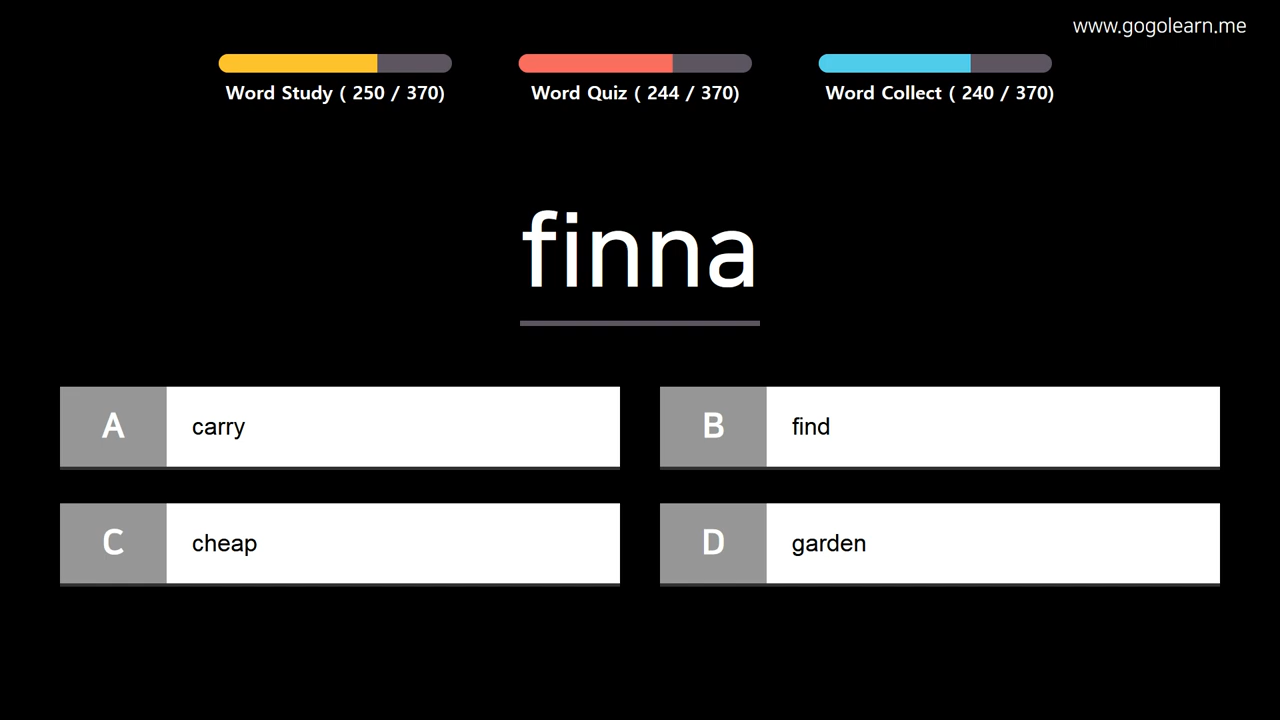 www.gogolearn.me
Word Study ( 250 / 370)
Word Quiz ( 244 / 370)
Word Collect ( 240 / 370)
finna
A carry
B find
C cheap
D garden